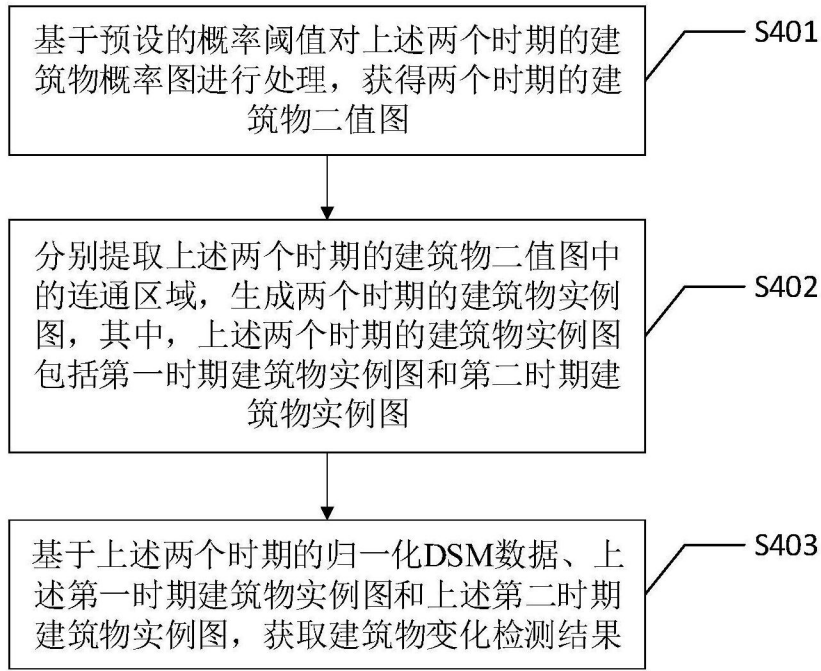 基于预设的概率阈值对上述两个时期的建
筑物概率图进行处理，获得两个时期的建
筑物二值图
S401
分别提取上述两个时期的建筑物二值图中
的连通区域，生成两个时期的建筑物实例
图，其中，上述两个时期的建筑物实例图
包括第一时期建筑物实例图和第二时期建
筑物实例图
S402
基于上述两个时期的归一化DSM数据、上
述第一时期建筑物实例图和上述第二时期
建筑物实例图，获取建筑物变化检测结果
S403